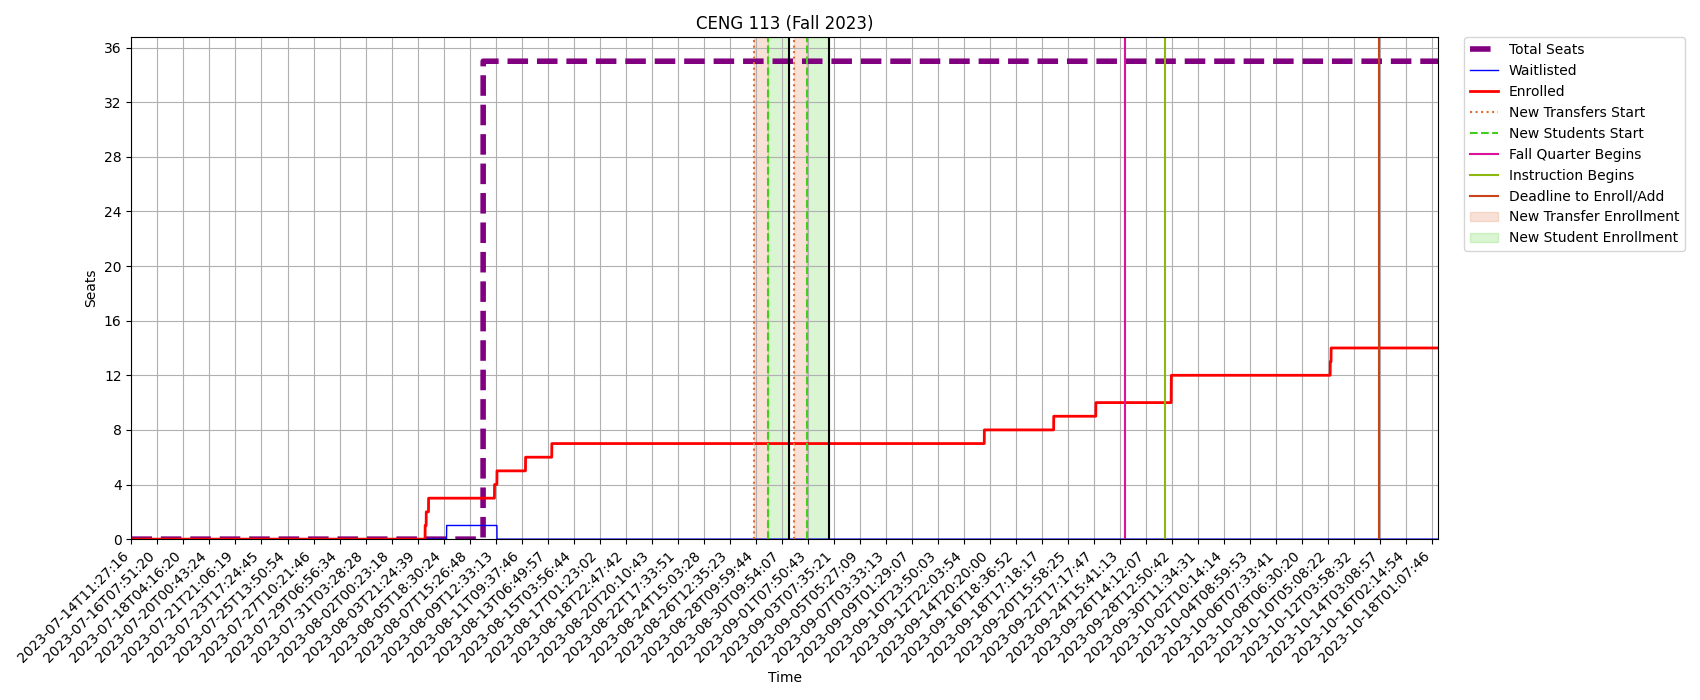 CENG 113 (Fall 2023)
36
32
28
24
20
16
12
8
4
0
Seats
2023-07-14T11:27:16
2023-07-16T07:51:20
2023-07-18T04:16:20
2023-07-20T00:43:24
2023-07-21T21:06:19
2023-07-23T17:24:45
2023-07-25T13:50:54
2023-07-27T10:21:46
2023-07-29T06:56:34
2023-07-31T03:28:28
2023-08-02T00:23:18
2023-08-03T21:24:39
2023-08-05T18:30:24
2023-08-07T15:26:48
2023-08-09T12:33:13
2023-08-11T09:37:46
2023-08-13T06:49:57
2023-08-15T03:56:44
2023-08-17T01:23:02
2023-08-18T22:47:42
2023-08-20T20:10:43
2023-08-22T17:33:51
2023-08-24T15:03:28
2023-08-26T12:35:23
2023-08-28T09:59:44
2023-08-30T09:54:07
2023-09-01T07:50:43
2023-09-03T07:35:21
2023-09-05T05:27:09
2023-09-07T03:33:13
2023-09-09T01:29:07
2023-09-10T23:50:03
2023-09-12T22:03:54
2023-09-14T20:20:00
2023-09-16T18:36:52
2023-09-18T17:18:17
2023-09-20T15:58:25
2023-09-22T17:17:47
2023-09-24T15:41:13
2023-09-26T14:12:07
2023-09-28T12:50:42
2023-09-30T11:34:31
2023-10-02T10:14:14
2023-10-04T08:59:53
2023-10-06T07:33:41
2023-10-08T06:30:20
2023-10-10T05:08:22
2023-10-12T03:58:32
2023-10-14T03:08:57
2023-10-16T02:14:54
2023-10-18T01:07:46
Time
Total Seats
Waitlisted
Enrolled
New Transfers Start
New Students Start
Fall Quarter Begins
Instruction Begins
Deadline to Enroll/Add
New Transfer Enrollment
New Student Enrollment